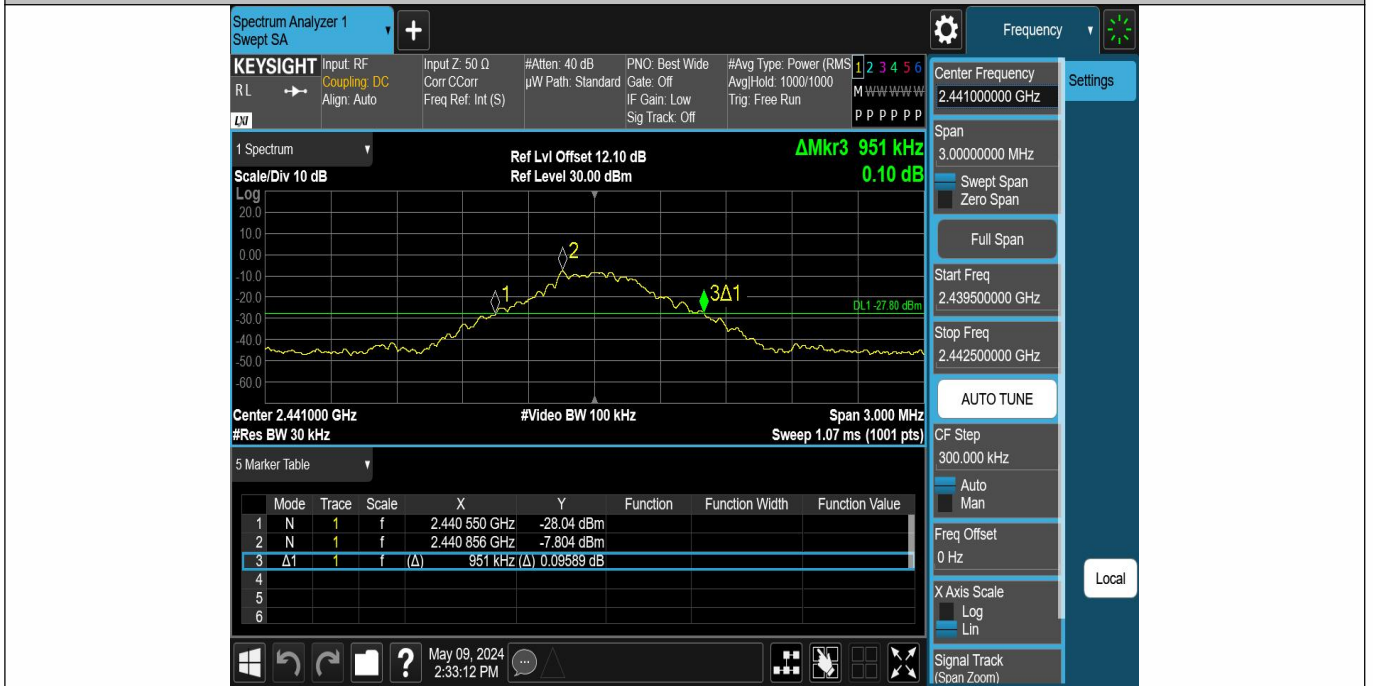 Spectrum Analyzer 1
Swept SA
+
Frequency
KEYSIGHT
RL
LXI
Input: RF
Coupling: DC
Align: Auto
Input Z: 50 Ω
Corr CCorr
Freq Ref: Int (S)
#Atten: 40 dB
µW Path: Standard
PNO: Best Wide
Gate: Off
IF Gain: Low
Sig Track: Off
#Avg Type: Power (RMS
Avg|Hold: 1000/1000
Trig: Free Run
1 2 3 4 5 6
M W W W W W
P P P P P P
1 Spectrum
Scale/Div 10 dB
Ref Lvl Offset 12.10 dB
Ref Level 30.00 dBm
ΔMkr3 951 kHz
0.10 dB
Log
20.0
10.0
0.00
-10.0
-20.0
-30.0
-40.0
-50.0
-60.0
1
2
3Δ1
DL1 -27.80 dBm
Center 2.441000 GHz
#Video BW 100 kHz
Span 3.000 MHz
#Res BW 30 kHz
Sweep 1.07 ms (1001 pts)
5 Marker Table
Mode Trace Scale X Y Function Function Width Function Value
1 N 1 f 2.440 550 GHz -28.04 dBm
2 N 1 f 2.440 856 GHz -7.804 dBm
3 Δ1 1 f (Δ) 951 kHz (Δ) 0.09589 dB
4
5
6
?
May 09, 2024
2:33:12 PM
Center Frequency
2.441000000 GHz
Settings
Span
3.00000000 MHz
Swept Span
Zero Span
Full Span
Start Freq
2.439500000 GHz
Stop Freq
2.442500000 GHz
AUTO TUNE
CF Step
300.000 kHz
Auto
Man
Freq Offset
0 Hz
X Axis Scale
Log
Lin
Local
Signal Track
(Span Zoom)